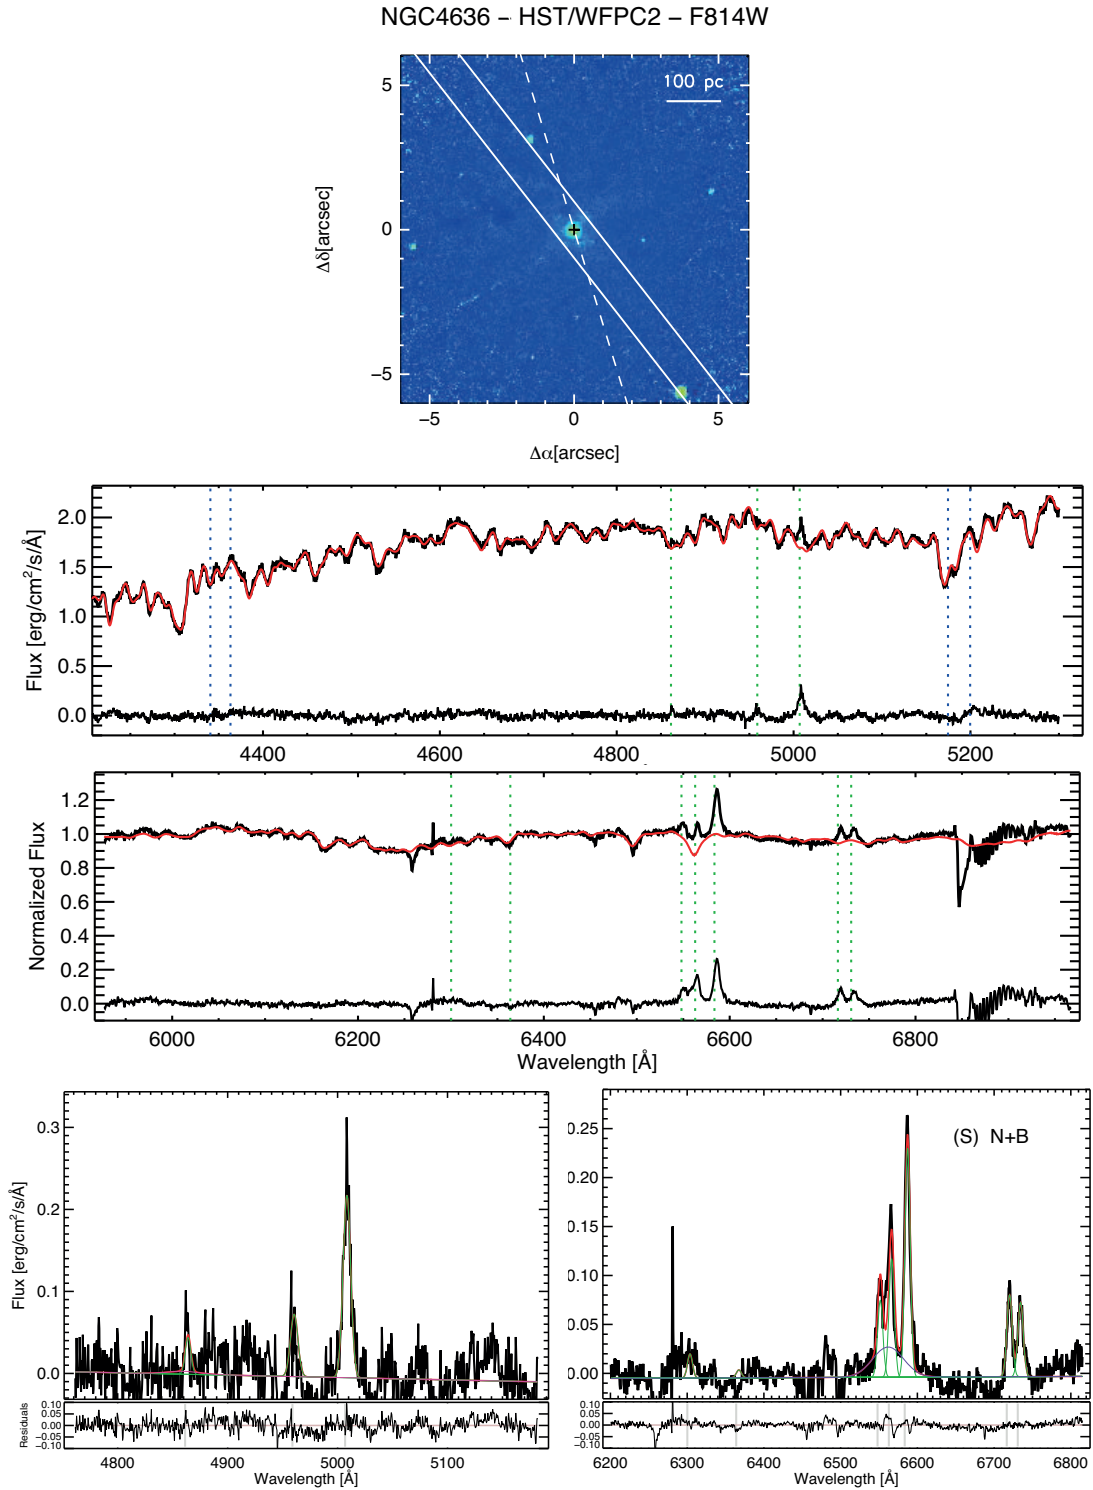 NGC4636 – HST/WFPC2 – F814W
100 pc
5
0
−5
Δδ[arcsec]
−5 0 5
Δα[arcsec]
2.0
1.5
1.0
0.5
0.0
Flux [erg/cm²/s/Å]
4400 4600 4800 5000 5200
1.2
1.0
0.8
0.6
0.4
0.2
0.0
Normalized Flux
6000 6200 6400 6600 6800
Wavelength [Å]
0.3
0.2
0.1
0.0
Flux [erg/cm²/s/Å]
0.10
0.05
0.00
−0.05
−0.10
Residuals
4800 4900 5000 5100
Wavelength [Å]
(S) N+B
0.25
0.20
0.15
0.10
0.05
0.00
0.10
0.05
0.00
−0.05
−0.10
6200 6300 6400 6500 6600 6700 6800
Wavelength [Å]